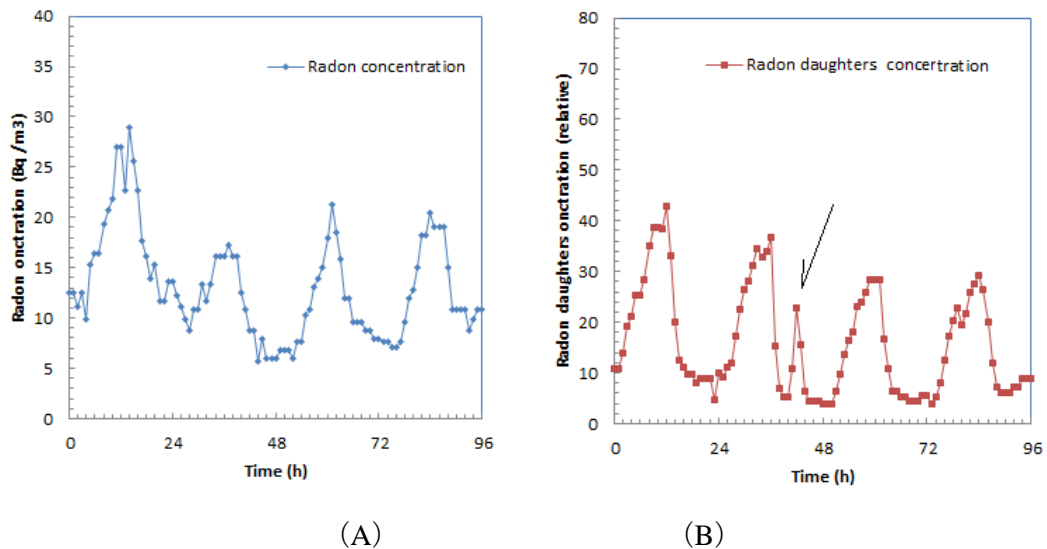 40
35
30
25
20
15
10
5
0
Radon onctration (Bq /m3)
Radon concentration
0 24 48 72 96
Time (h)
(A)
80
70
60
50
40
30
20
10
0
Radon daughters onctration (relative)
Radon daughters concertration
0 24 48 72 96
Time (h)
(B)